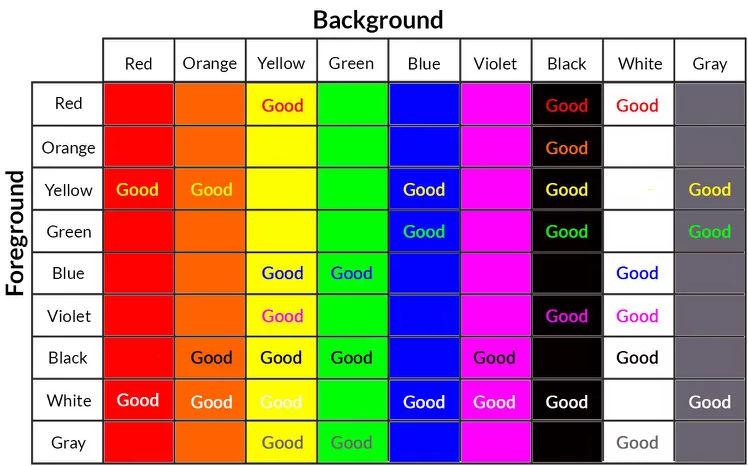 Background
Red Orange Yellow Green Blue Violet Black White Gray
Foreground
Red Good Good Good
Orange Good
Yellow Good Good Good Good Good
Green Good Good Good
Blue Good Good Good
Violet Good Good Good
Black Good Good Good Good Good
White Good Good Good Good Good Good Good
Gray Good Good Good